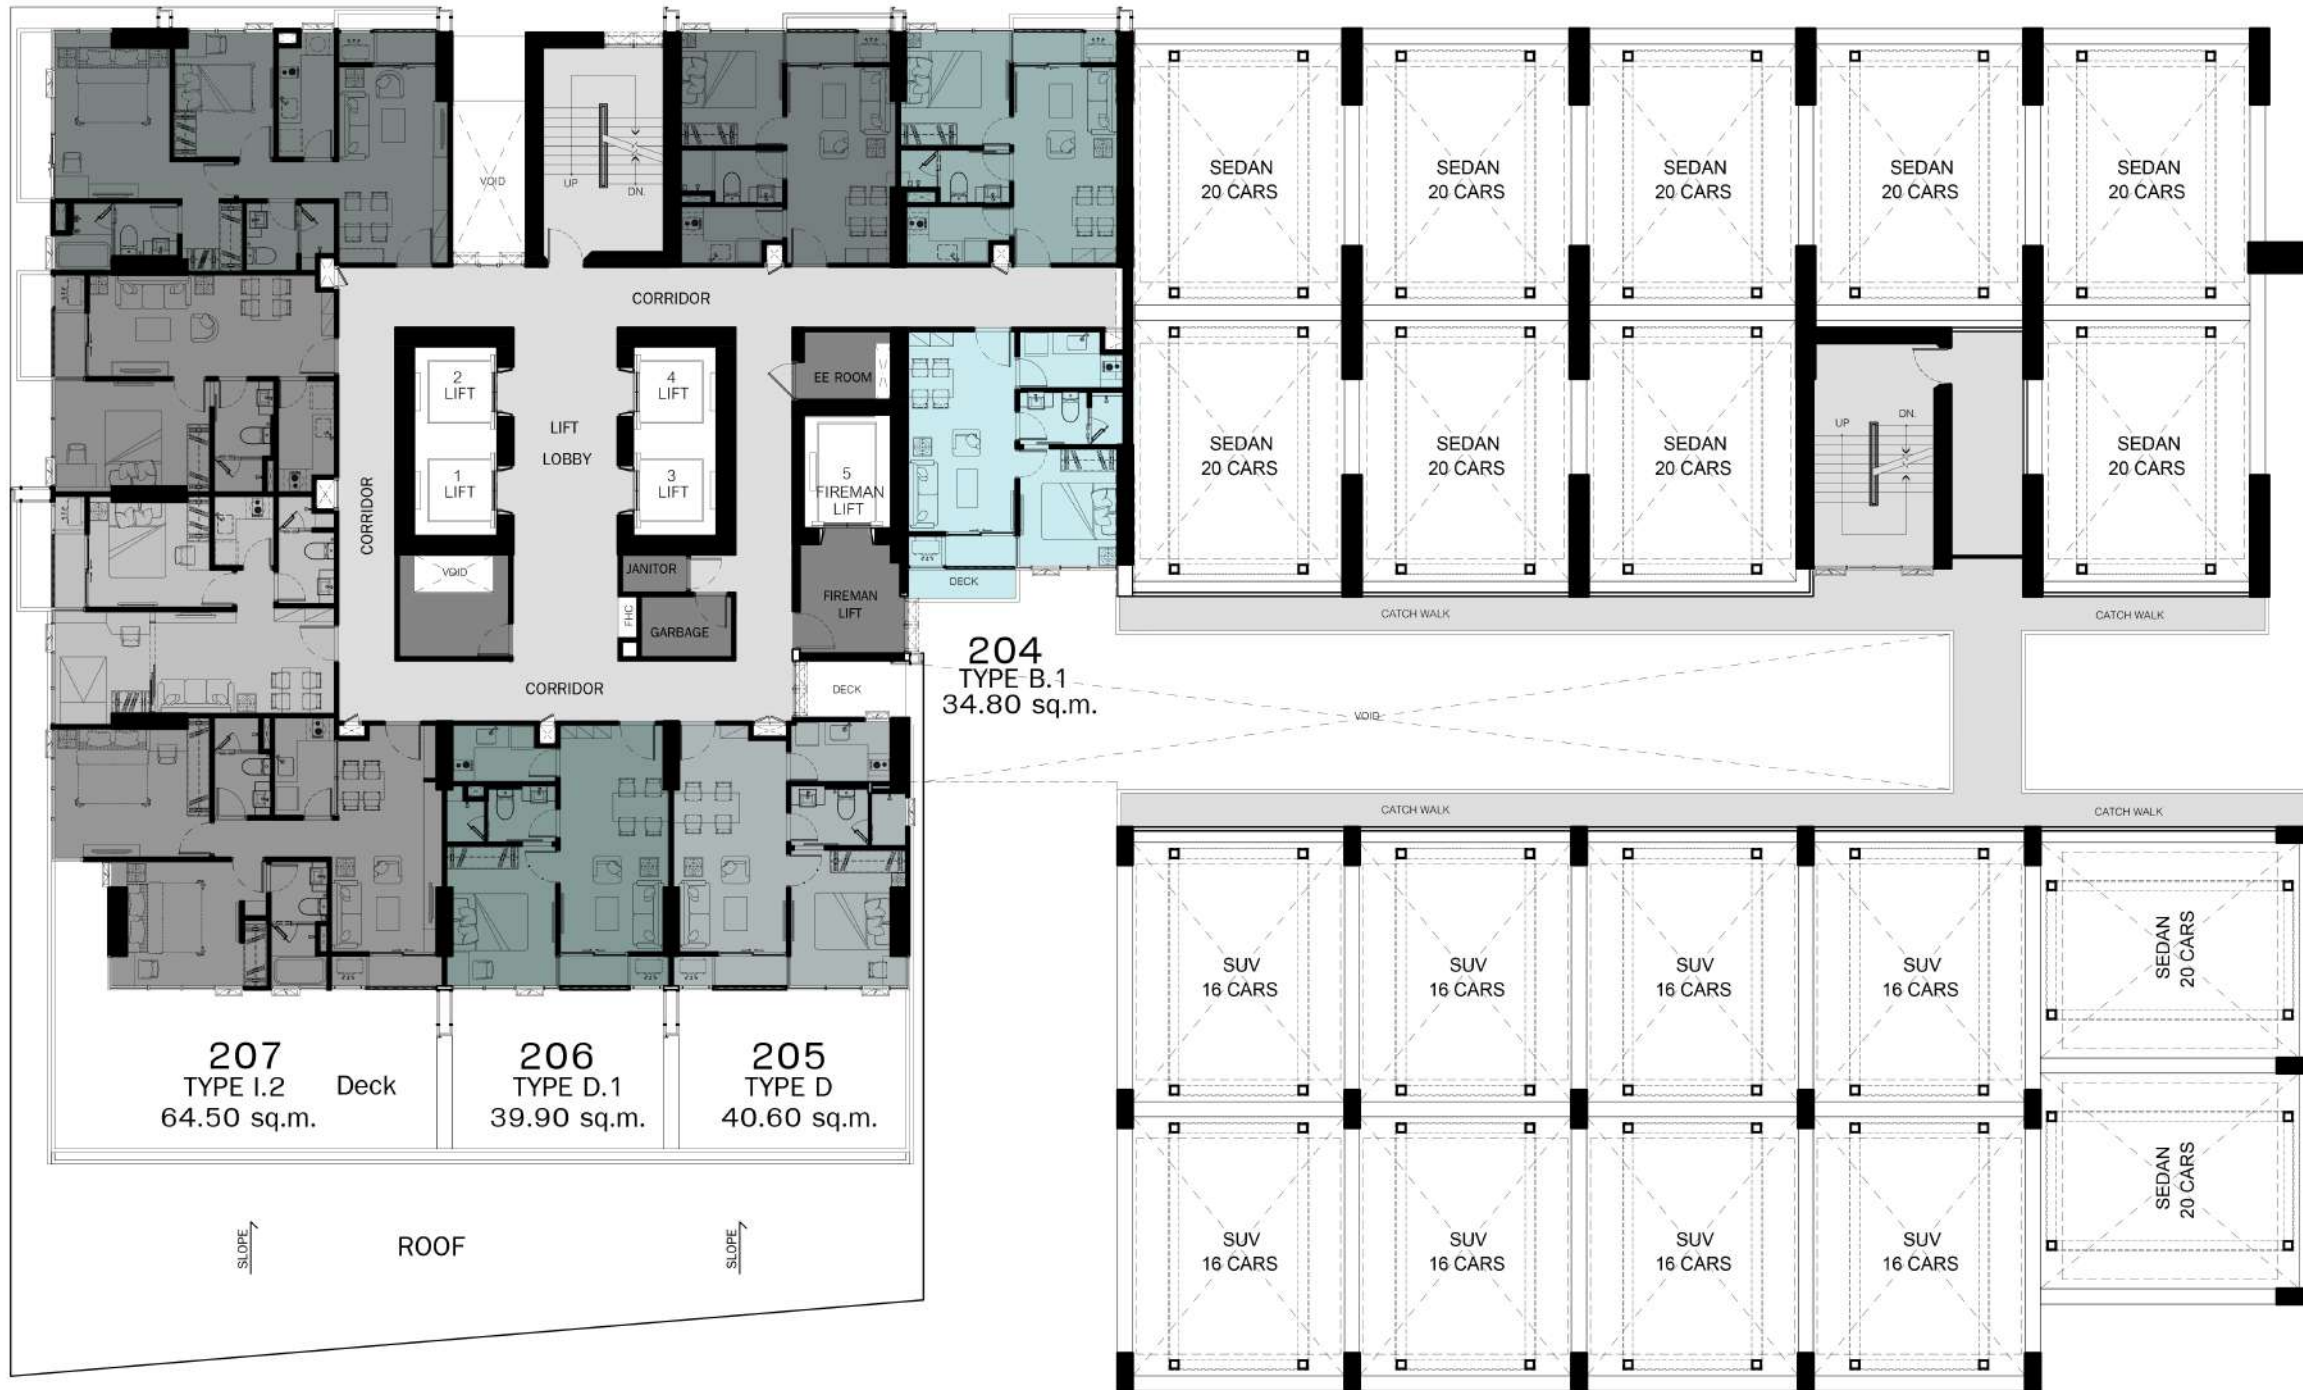 SEDAN
20 CARS
SEDAN
20 CARS
SEDAN
20 CARS
SEDAN
20 CARS
SEDAN
20 CARS
VOID
UP
DN.
CORRIDOR
2
LIFT
4
LIFT
EE ROOM
LIFT
LOBBY
1
LIFT
3
LIFT
5
FIREMAN
LIFT
CORRIDOR
SEDAN
20 CARS
SEDAN
20 CARS
SEDAN
20 CARS
UP
DN.
SEDAN
20 CARS
VOID
JANITOR
DECK
FHC
GARBAGE
FIREMAN
LIFT
CATCH WALK
CATCH WALK
204
TYPE B.1
34.80 sq.m.
CORRIDOR
DECK
VOID
CATCH WALK
CATCH WALK
SUV
16 CARS
SUV
16 CARS
SUV
16 CARS
SUV
16 CARS
SEDAN
20 CARS
207
TYPE I.2
64.50 sq.m.
Deck
206
TYPE D.1
39.90 sq.m.
205
TYPE D
40.60 sq.m.
SUV
16 CARS
SUV
16 CARS
SUV
16 CARS
SUV
16 CARS
SEDAN
20 CARS
SLOPE
ROOF
SLOPE